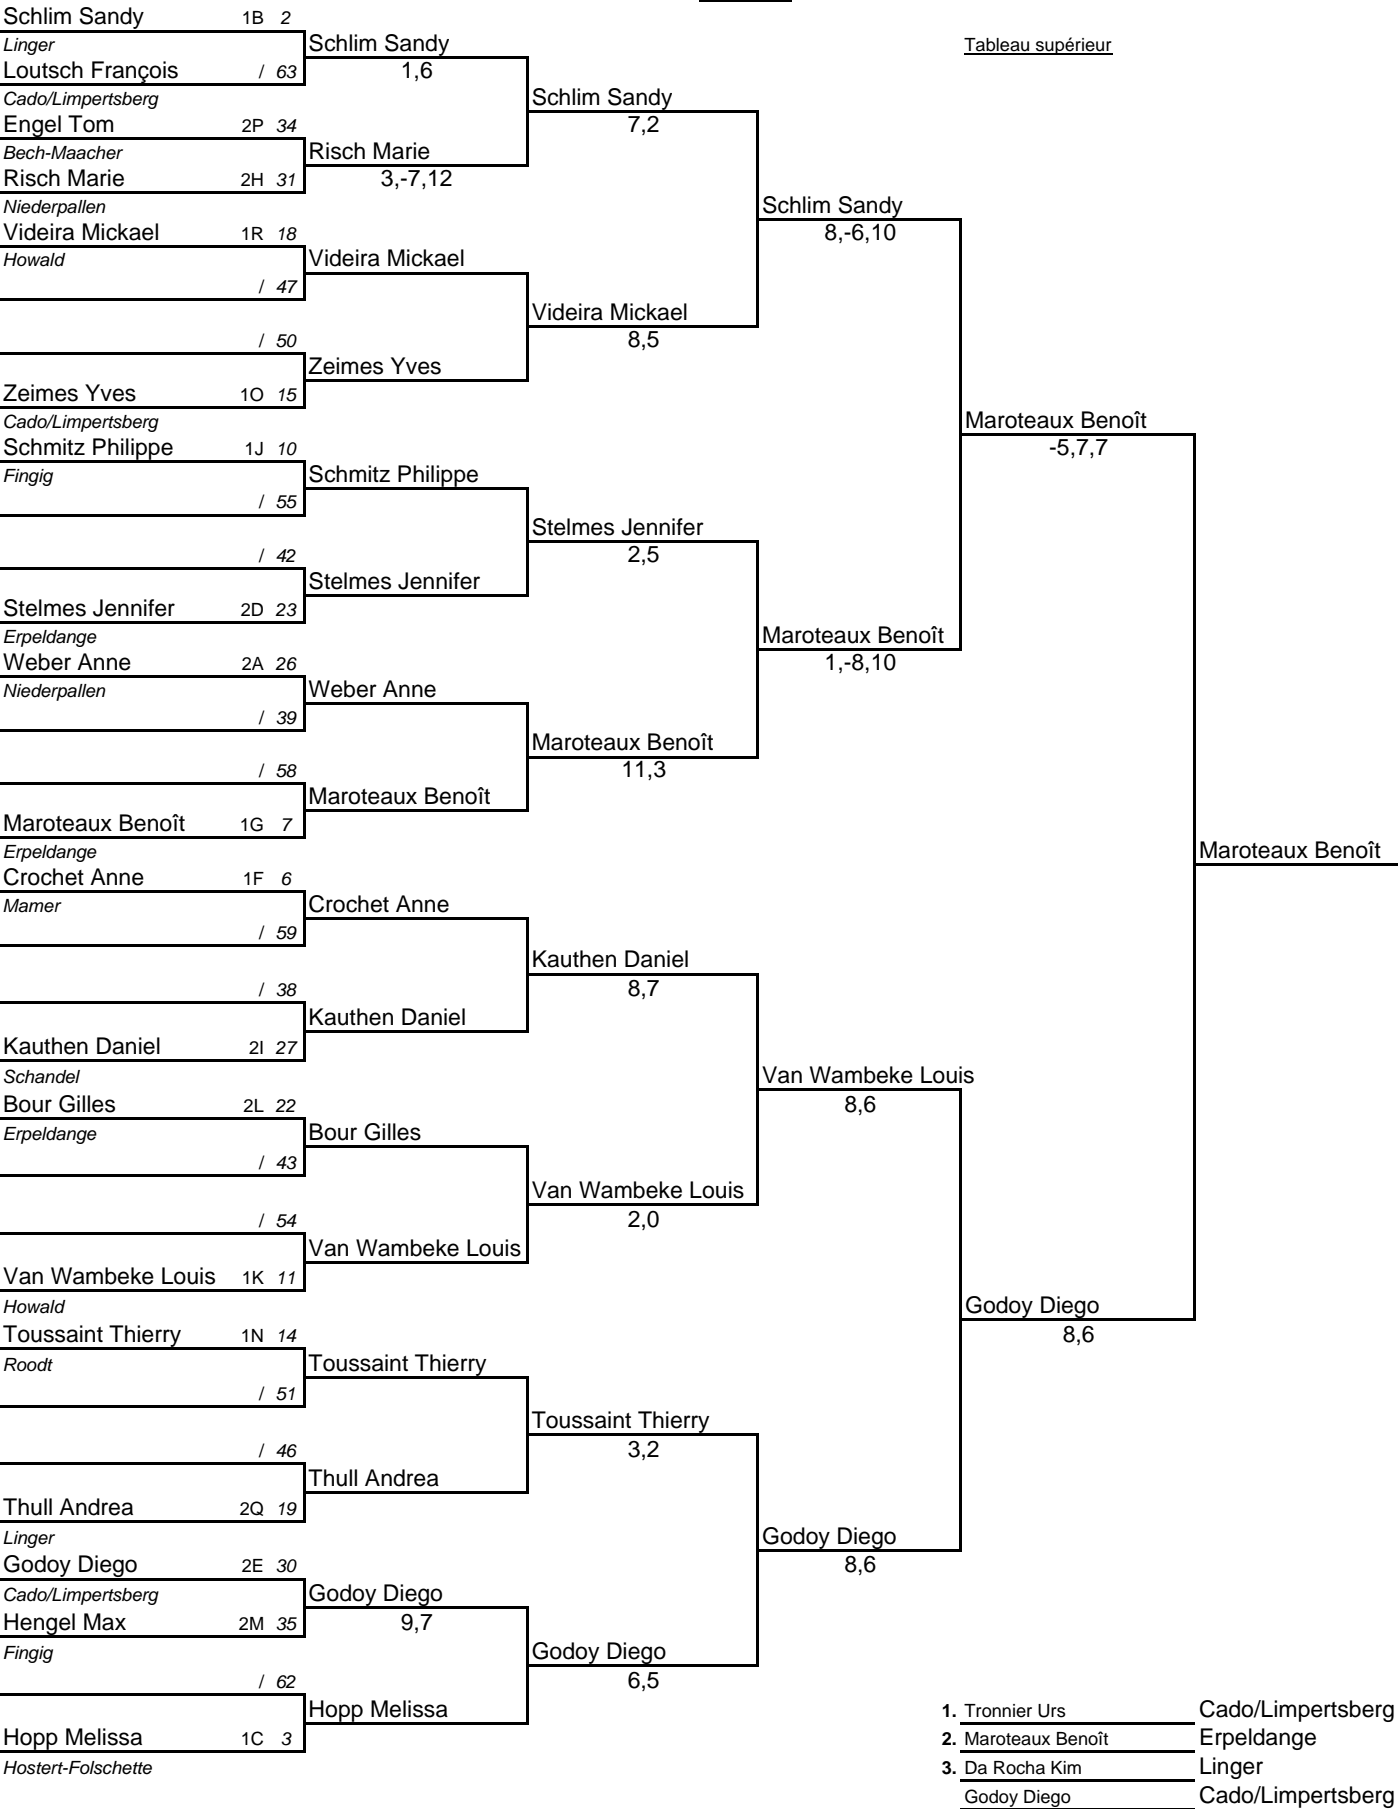 Schlim Sandy 1B 2
Linger
Loutsch François / 63
Cado/Limpertsberg
Engel Tom 2P 34
Bech-Maacher
Risch Marie 2H 31
Niederpallen
Videira Mickael 1R 18
Howald
/ 47
/ 50
Zeimes Yves 1O 15
Cado/Limpertsberg
Schmitz Philippe 1J 10
Fingig
/ 55
/ 42
Stelmes Jennifer 2D 23
Erpeldange
Weber Anne 2A 26
Niederpallen
/ 39
/ 58
Maroteaux Benoît 1G 7
Erpeldange
Crochet Anne 1F 6
Mamer
/ 59
/ 38
Kauthen Daniel 2I 27
Schandel
Bour Gilles 2L 22
Erpeldange
/ 43
/ 54
Van Wambeke Louis 1K 11
Howald
Toussaint Thierry 1N 14
Roodt
/ 51
/ 46
Thull Andrea 2Q 19
Linger
Godoy Diego 2E 30
Cado/Limpertsberg
Hengel Max 2M 35
Fingig
/ 62
Hopp Melissa 1C 3
Hostert-Folschette
Schlim Sandy
1,6
Risch Marie
3,-7,12
Videira Mickael
Zeimes Yves
Schmitz Philippe
Stelmes Jennifer
Weber Anne
Maroteaux Benoît
Crochet Anne
Kauthen Daniel
Bour Gilles
Van Wambeke Louis
Toussaint Thierry
Thull Andrea
Godoy Diego
9,7
Hopp Melissa
Schlim Sandy
7,2
Videira Mickael
8,5
Stelmes Jennifer
2,5
Maroteaux Benoît
11,3
Kauthen Daniel
8,7
Van Wambeke Louis
2,0
Toussaint Thierry
3,2
Godoy Diego
6,5
Schlim Sandy
8,-6,10
Maroteaux Benoît
1,-8,10
Van Wambeke Louis
8,6
Godoy Diego
8,6
Tableau supérieur
Maroteaux Benoît
-5,7,7
Godoy Diego
8,6
Maroteaux Benoît
1. Tronnier Urs Cado/Limpertsberg
2. Maroteaux Benoît Erpeldange
3. Da Rocha Kim Linger
Godoy Diego Cado/Limpertsberg